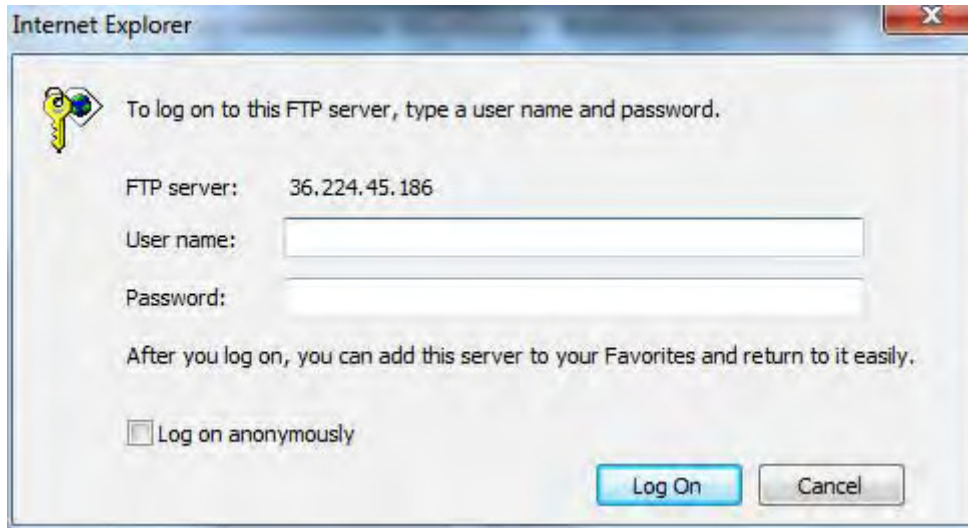 Internet Explorer
To log on to this FTP server, type a user name and password.
FTP server: 36.224.45.186
User name:
Password:
After you log on, you can add this server to your Favorites and return to it easily.
Log on anonymously
Log On Cancel